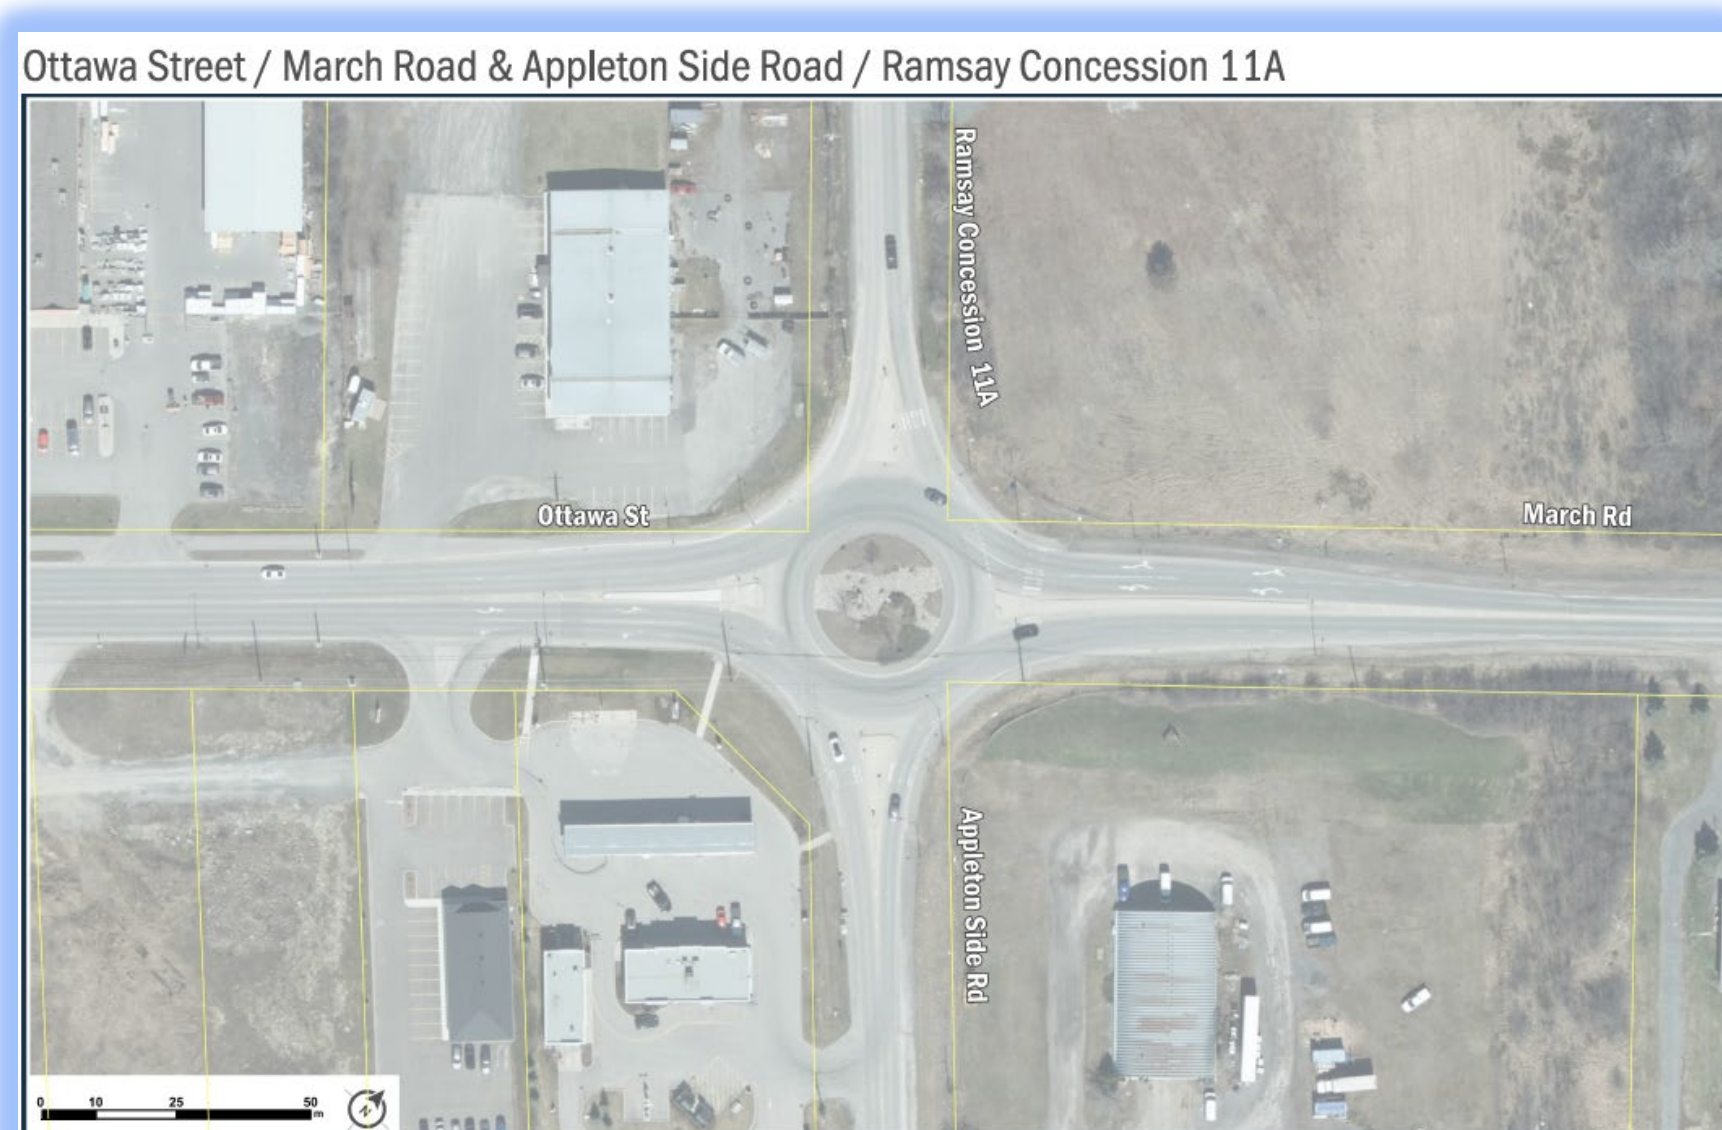 Ottawa Street / March Road & Appleton Side Road / Ramsay Concession 11A
Ramsay Concession 11A
Ottawa St
March Rd
Appleton Side Rd
0 10 25 50
m
N